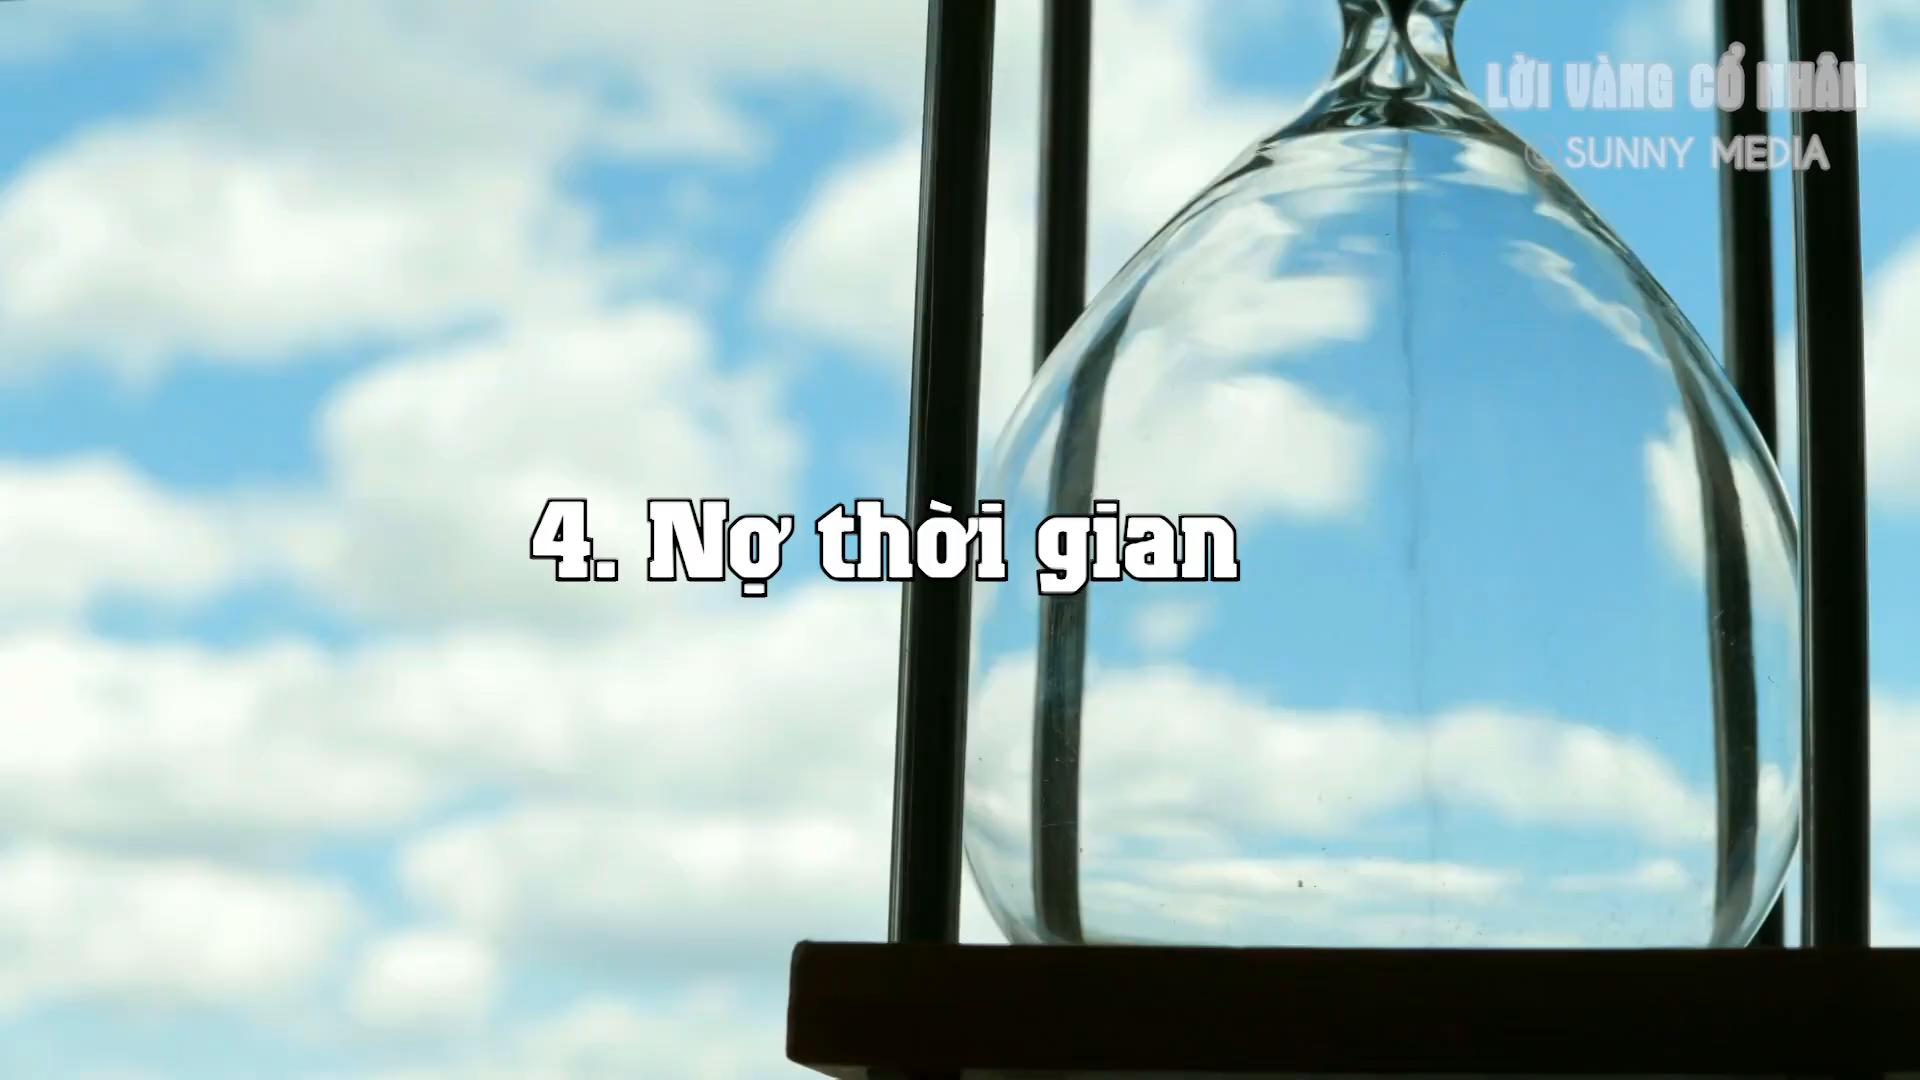 LỜI VÀNG CỔ NHÂN
© SUNNY MEDIA
4. Nợ thời gian